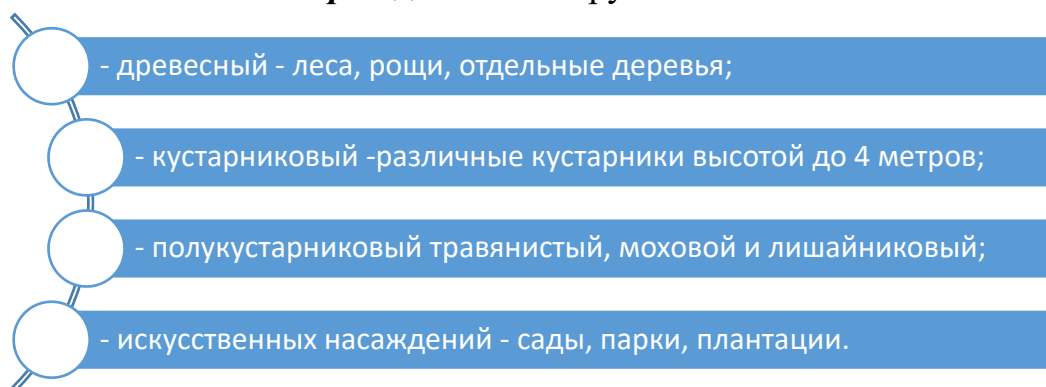 - древесный - леса, рощи, отдельные деревья;
- кустарниковый -различные кустарники высотой до 4 метров;
- полукустарниковый травянистый, моховой и лишайниковый;
- искусственных насаждений - сады, парки, плантации.